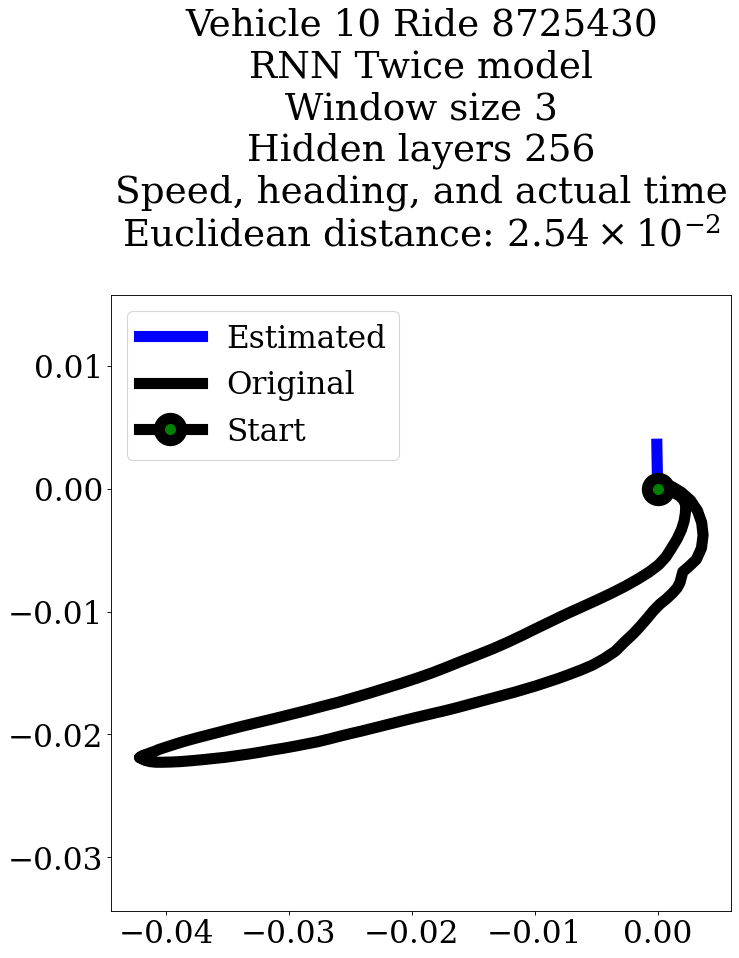 Vehicle 10 Ride 8725430
RNN Twice model
Window size 3
Hidden layers 256
Speed, heading, and actual time
Euclidean distance: 2.54 × 10⁻²
Estimated
Original
Start
0.01
0.00
−0.01
−0.02
−0.03
−0.04 −0.03 −0.02 −0.01 0.00